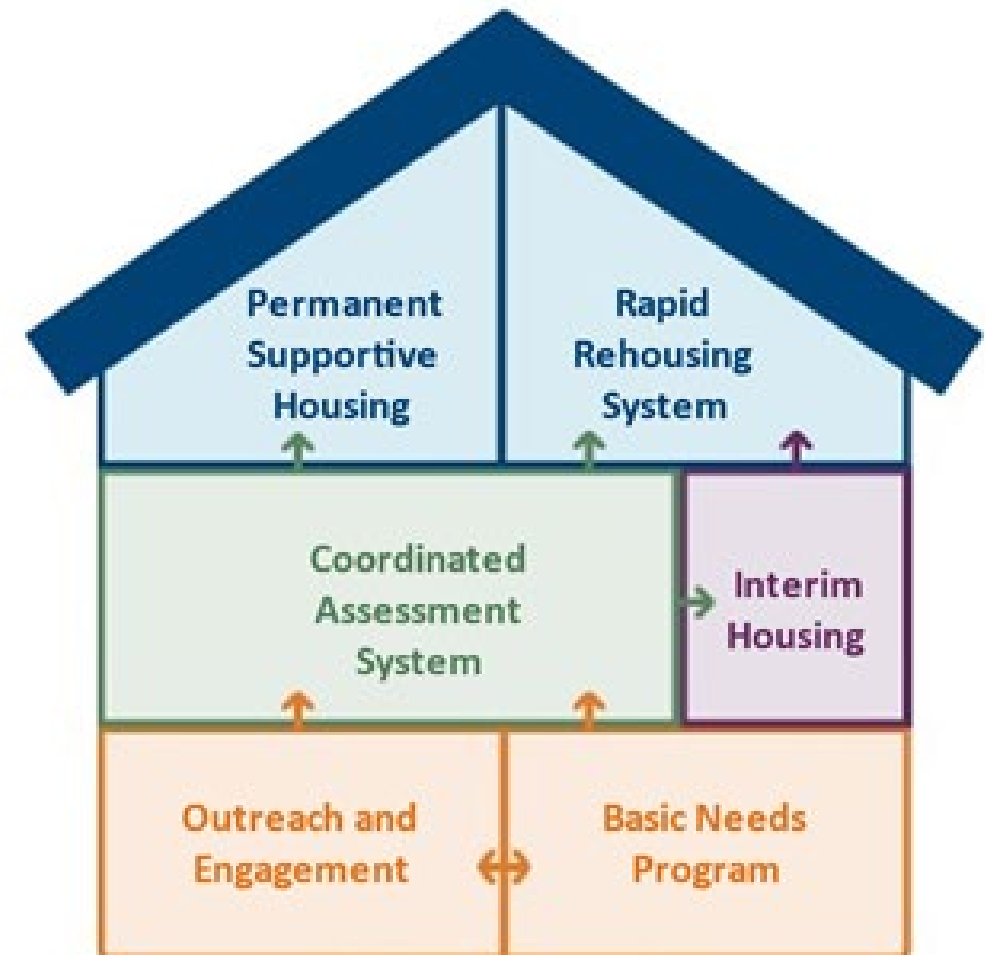 Permanent
Supportive
Housing
Rapid
Rehousing
System
Coordinated
Assessment
System
Interim
Housing
Outreach and
Engagement
Basic Needs
Program